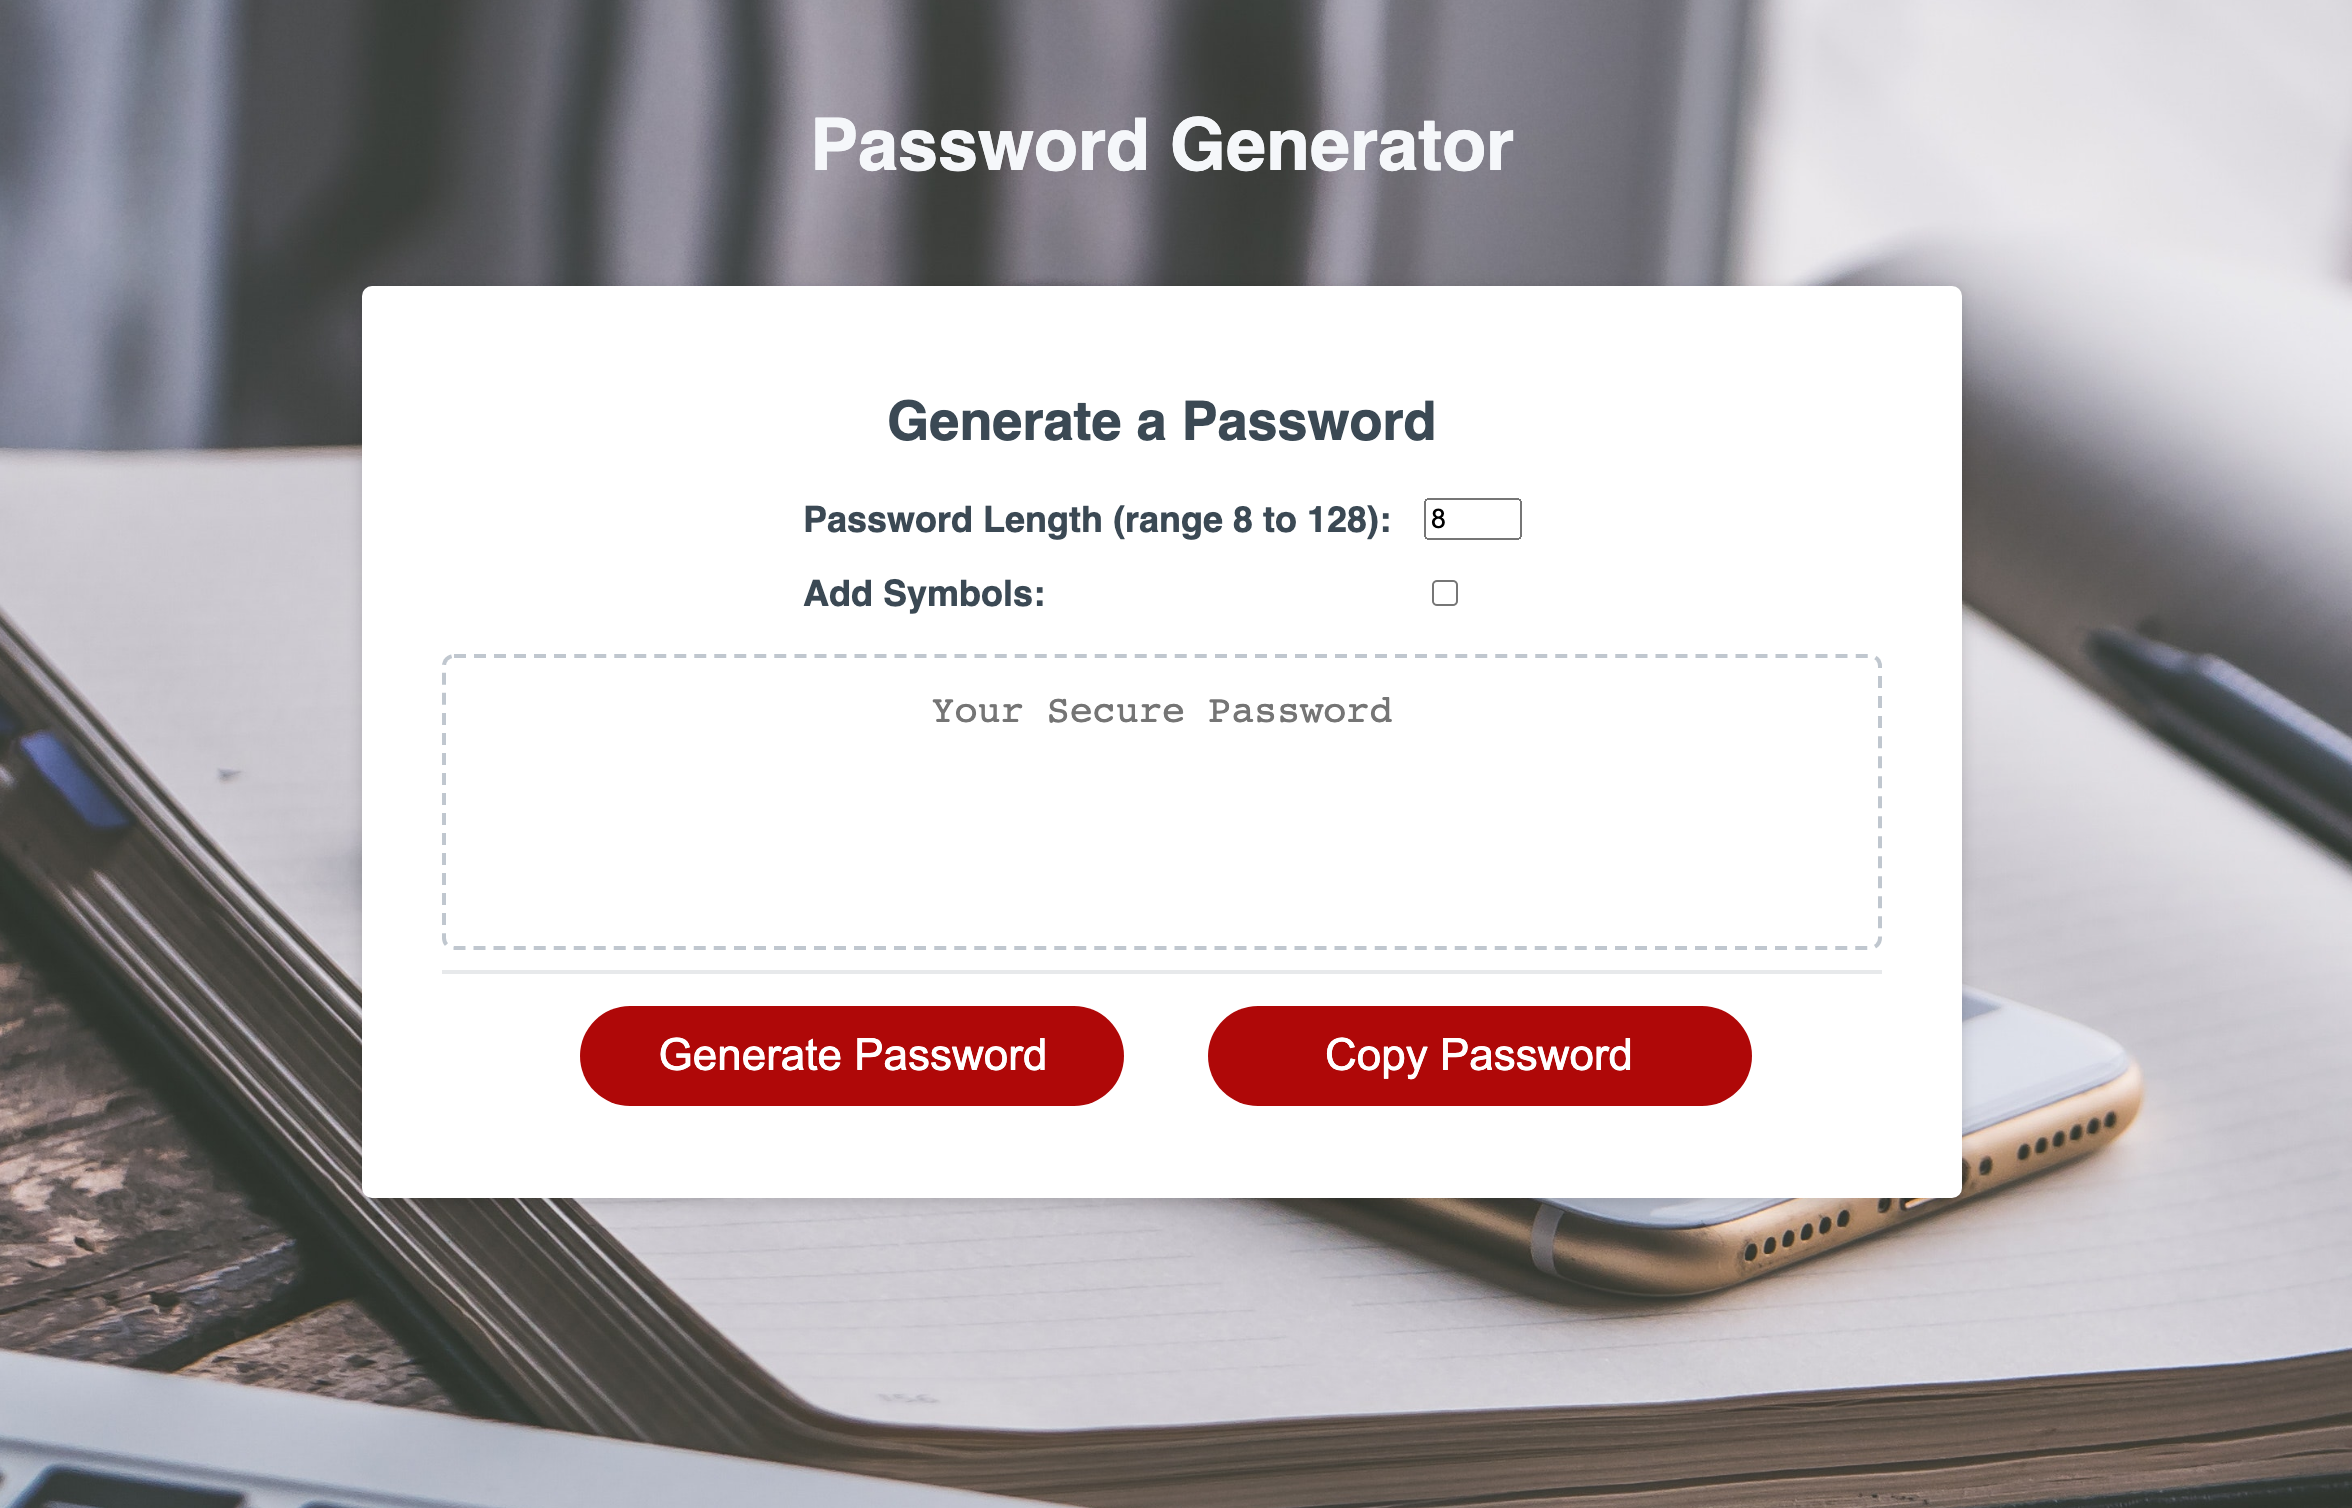 Password Generator
Generate a Password
Password Length (range 8 to 128): 8
Add Symbols:
Your Secure Password
Generate Password
Copy Password